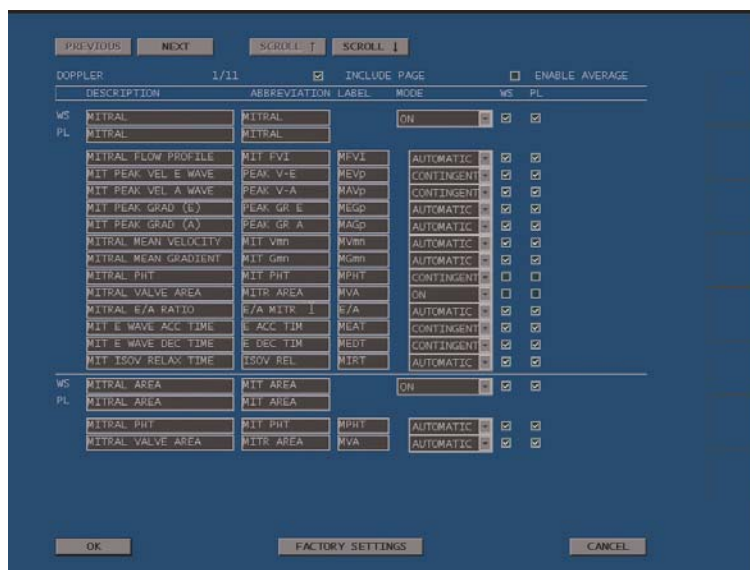 PREVIOUS NEXT SCROLL ↑ SCROLL ↓
DOPPLER 1/11 INCLUDE PAGE ENABLE AVERAGE
DESCRIPTION ABBREVIATION LABEL MODE WS PL
WS MITRAL MITRAL ON
PL MITRAL MITRAL
MITRAL FLOW PROFILE MIT FVI MFVI AUTOMATIC
MIT PEAK VEL E WAVE PEAK V-E MEVp CONTINGENT
MIT PEAK VEL A WAVE PEAK V-A MAVp CONTINGENT
MIT PEAK GRAD (E) PEAK GR E MEGp AUTOMATIC
MIT PEAK GRAD (A) PEAK GR A MAGp AUTOMATIC
MITRAL MEAN VELOCITY MIT Vmn MVmn AUTOMATIC
MITRAL MEAN GRADIENT MIT Gmn MGmn AUTOMATIC
MITRAL PHT MIT PHT MPHT CONTINGENT
MITRAL VALVE AREA MITR AREA MVA ON
MITRAL E/A RATIO E/A MITR E/A AUTOMATIC
MIT E WAVE ACC TIME E ACC TIM MEAT CONTINGENT
MIT E WAVE DEC TIME E DEC TIM MEDT CONTINGENT
MIT ISOV RELAX TIME ISOV REL MIRT AUTOMATIC
WS MITRAL AREA MIT AREA ON
PL MITRAL AREA MIT AREA
MITRAL PHT MIT PHT MPHT AUTOMATIC
MITRAL VALVE AREA MITR AREA MVA AUTOMATIC
OK FACTORY SETTINGS CANCEL